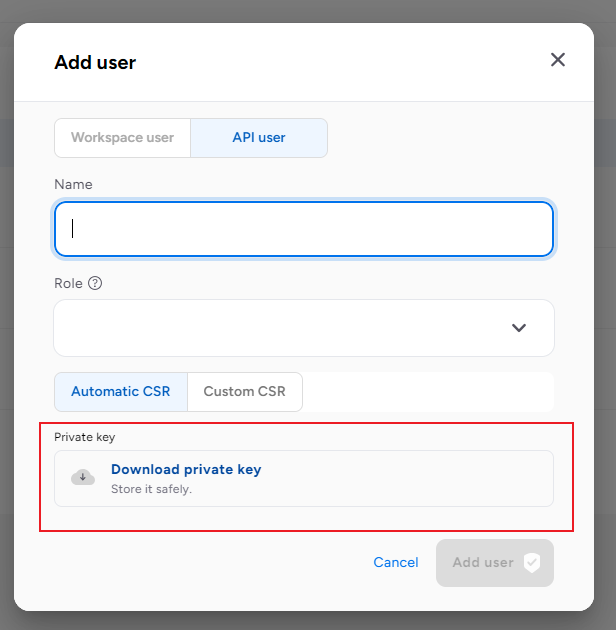 Add user
Workspace user
API user
Name
Role ?
Automatic CSR
Custom CSR
Private key
Download private key
Store it safely.
Cancel
Add user